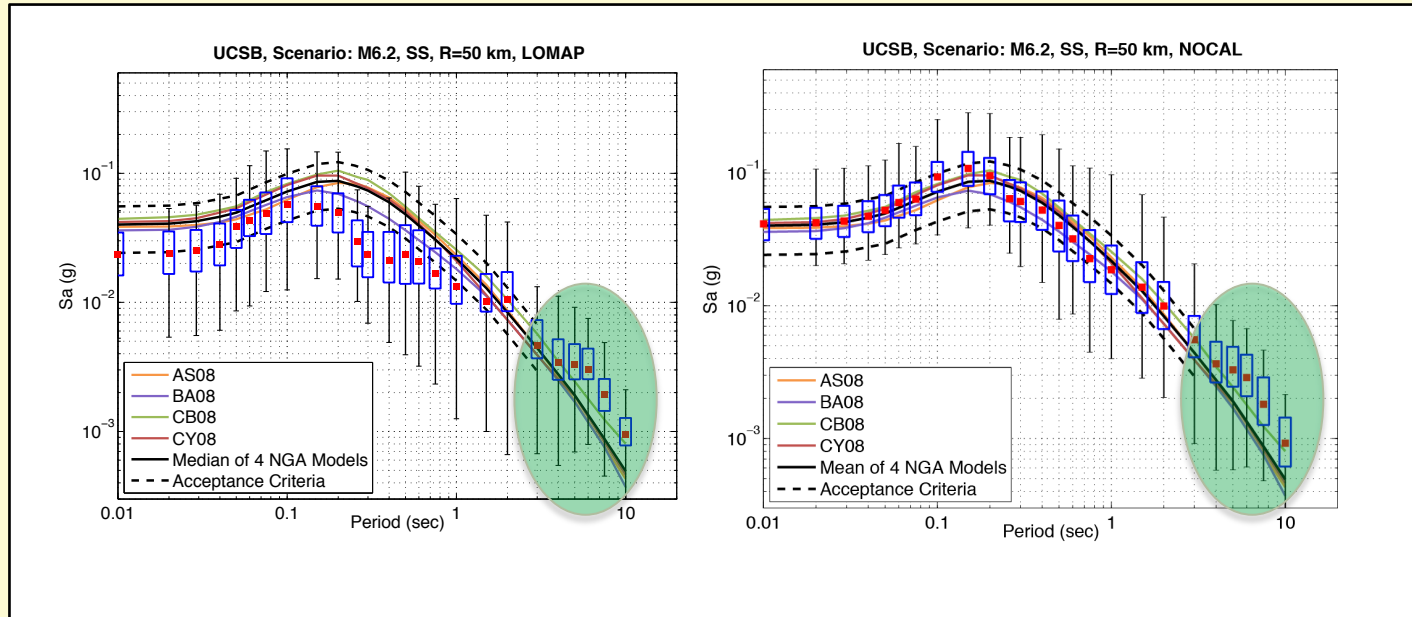 UCSB, Scenario: M6.2, SS, R=50 km, LOMAP
10⁻¹
10⁻²
10⁻³
Sa (g)
AS08
BA08
CB08
CY08
Median of 4 NGA Models
Acceptance Criteria
0.01 0.1 1 10
Period (sec)
UCSB, Scenario: M6.2, SS, R=50 km, NOCAL
10⁻¹
10⁻²
10⁻³
Sa (g)
AS08
BA08
CB08
CY08
Mean of 4 NGA Models
Acceptance Criteria
0.01 0.1 1 10
Period (sec)